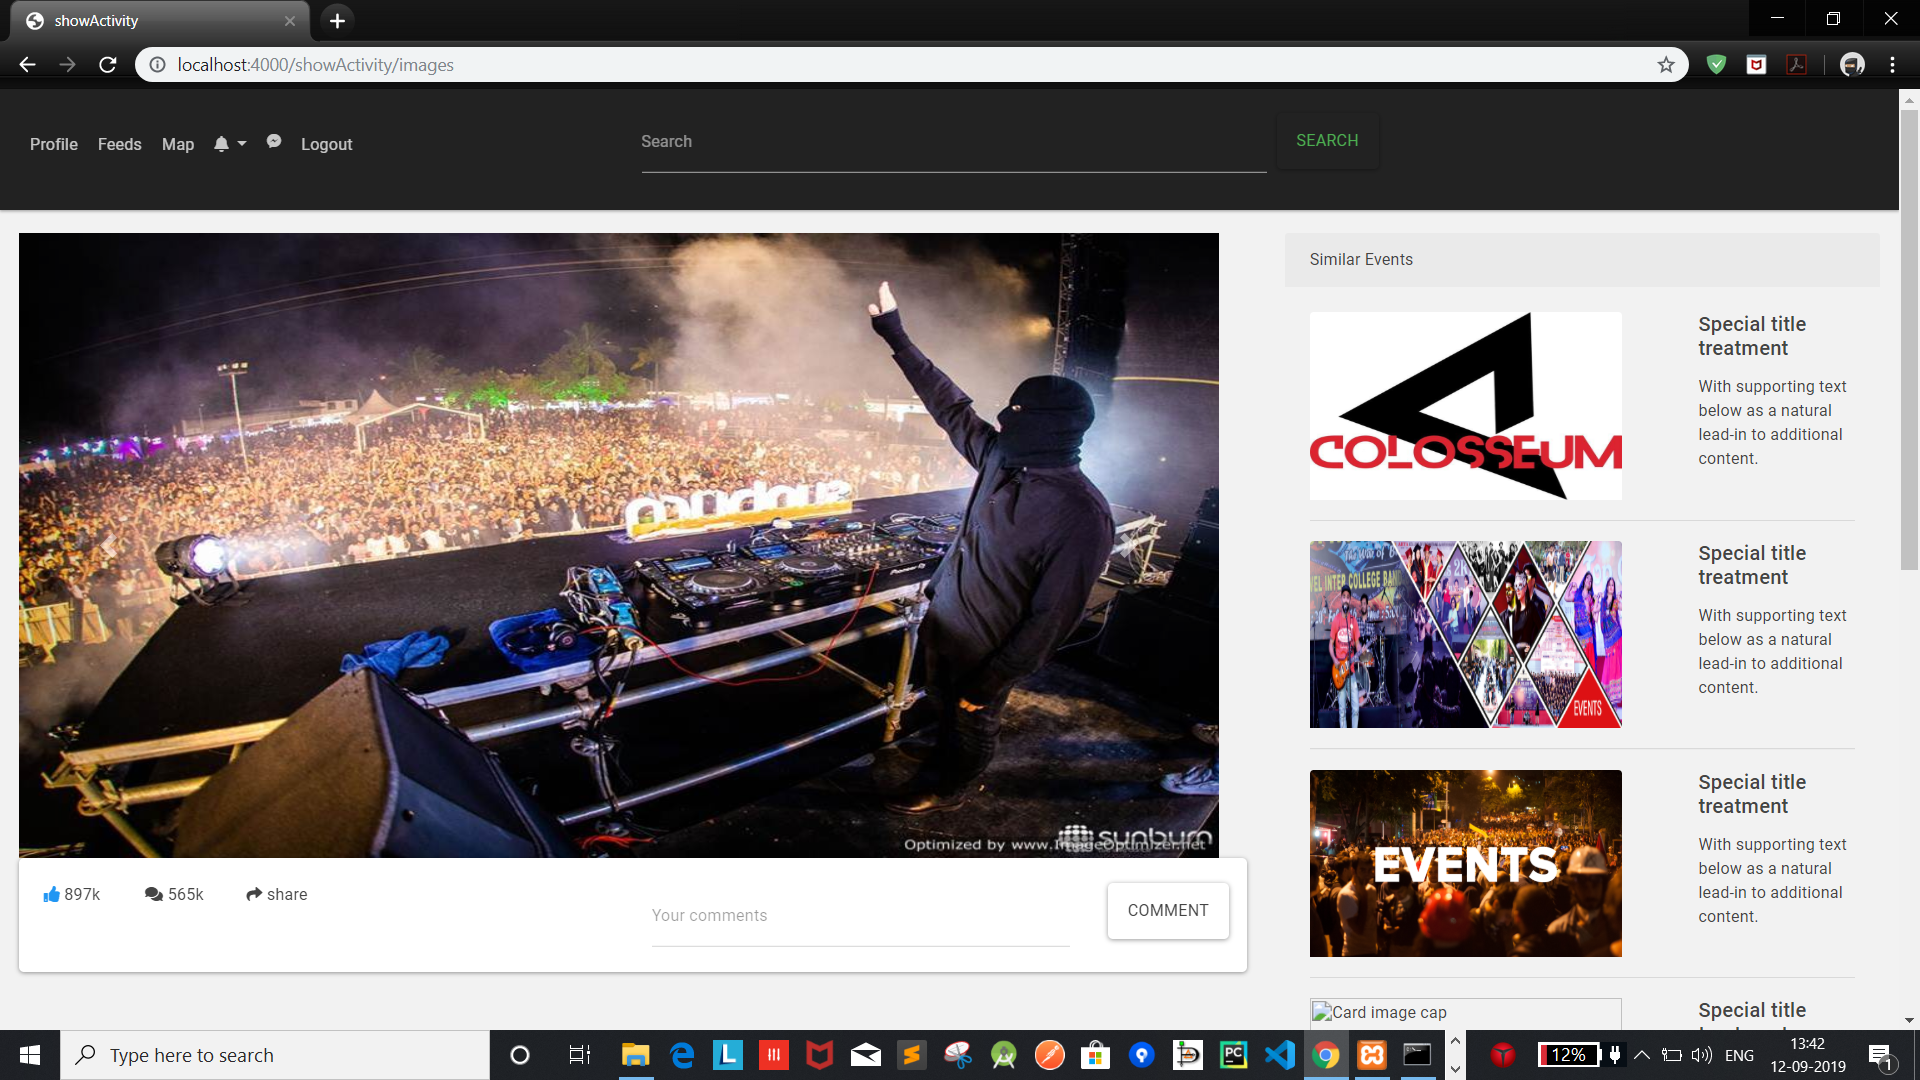 showActivity
localhost:4000/showActivity/images
Profile
Feeds
Map
Logout
Search
SEARCH
Optimized by www.ImageOptimizer.net
sunburn
897k
565k
share
Your comments
COMMENT
Similar Events
COLOSSEUM
Special title
treatment
With supporting text
below as a natural
lead-in to additional
content.
INTER COLLEGE
EVENTS
Special title
treatment
With supporting text
below as a natural
lead-in to additional
content.
EVENTS
Special title
treatment
With supporting text
below as a natural
lead-in to additional
content.
Card image cap
Special title
Type here to search
12%
ENG
13:42
12-09-2019
1